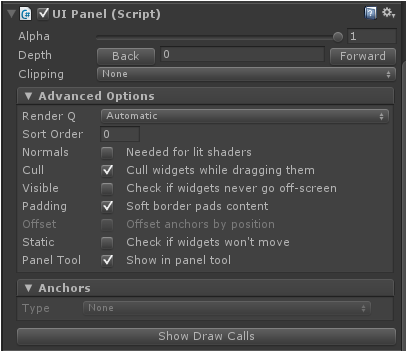 UI Panel (Script)
Alpha 1
Depth Back 0 Forward
Clipping None
Advanced Options
Render Q Automatic
Sort Order 0
Normals Needed for lit shaders
Cull Cull widgets while dragging them
Visible Check if widgets never go off-screen
Padding Soft border pads content
Offset Offset anchors by position
Static Check if widgets won't move
Panel Tool Show in panel tool
Anchors
Type None
Show Draw Calls